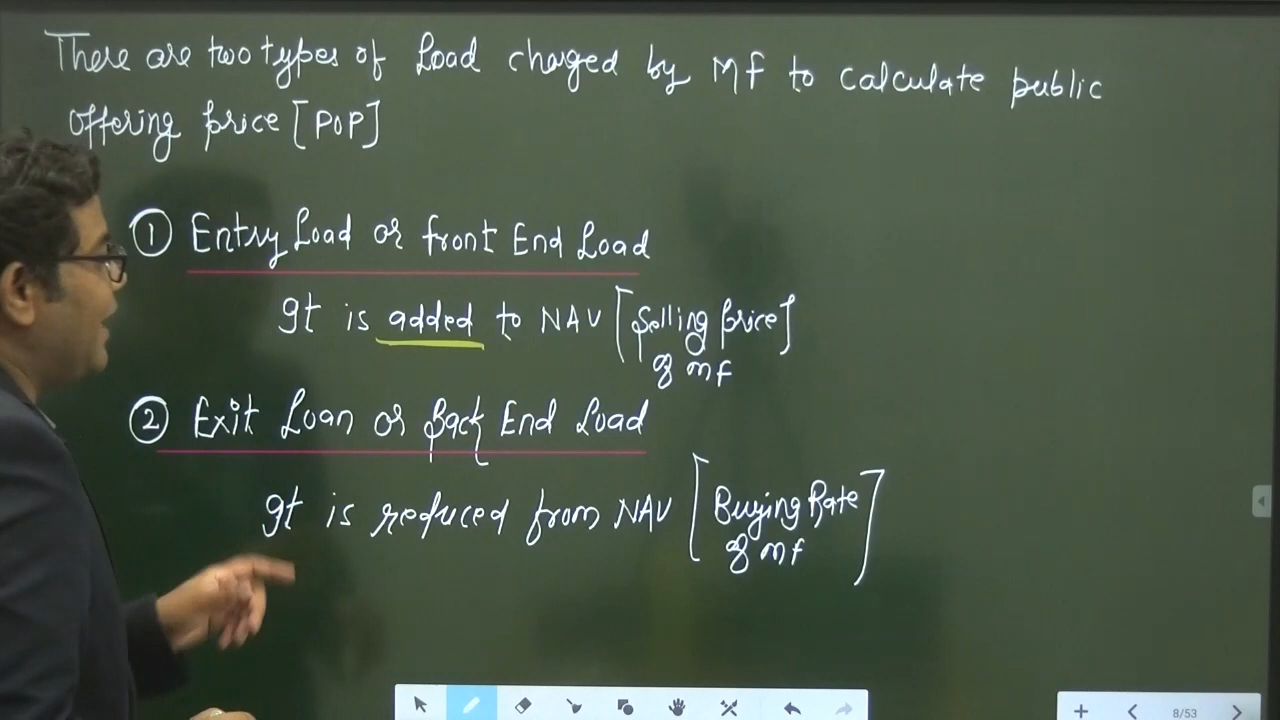 There are two types of Load charged by MF to calculate public
offering price [POP]
① Entry Load or front End Load
It is added to NAV [Selling price]
of MF
② Exit Loan or Back End Load
It is reduced from NAV [Buying Rate]
of MF
8/53